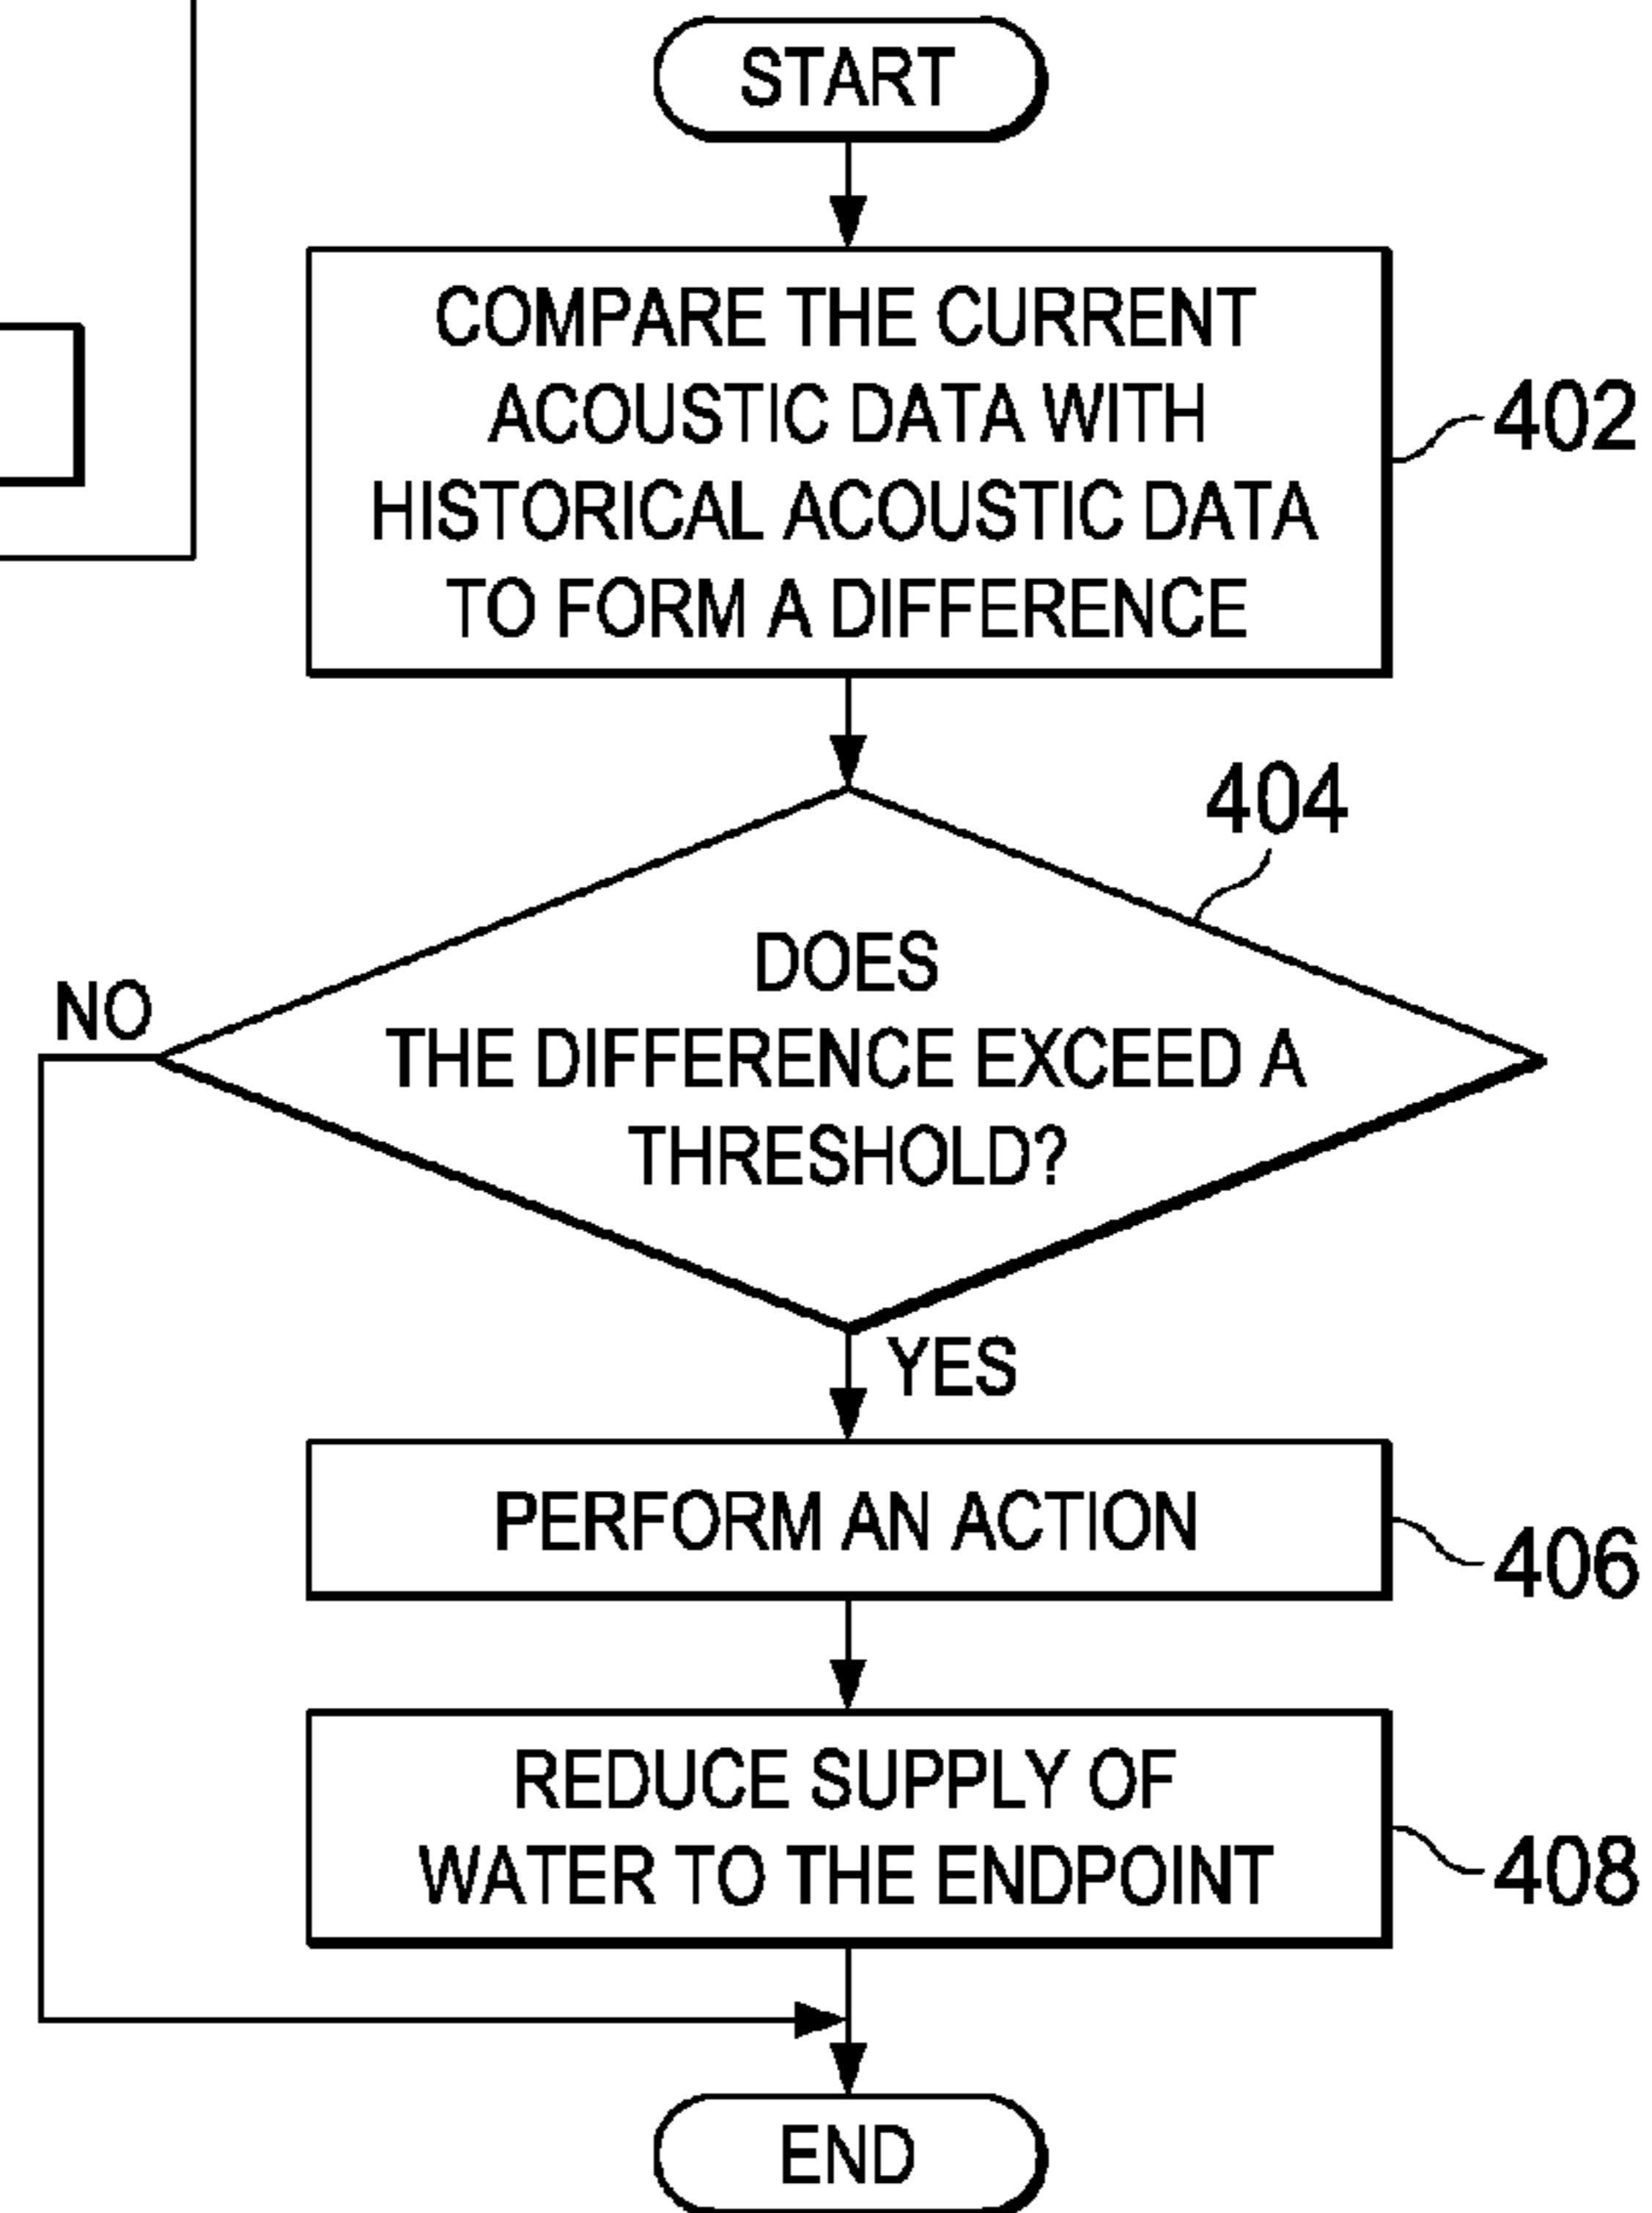 START
COMPARE THE CURRENT
ACOUSTIC DATA WITH
HISTORICAL ACOUSTIC DATA
TO FORM A DIFFERENCE
402
404
DOES
THE DIFFERENCE EXCEED A
THRESHOLD?
NO
YES
PERFORM AN ACTION
406
REDUCE SUPPLY OF
WATER TO THE ENDPOINT
408
END